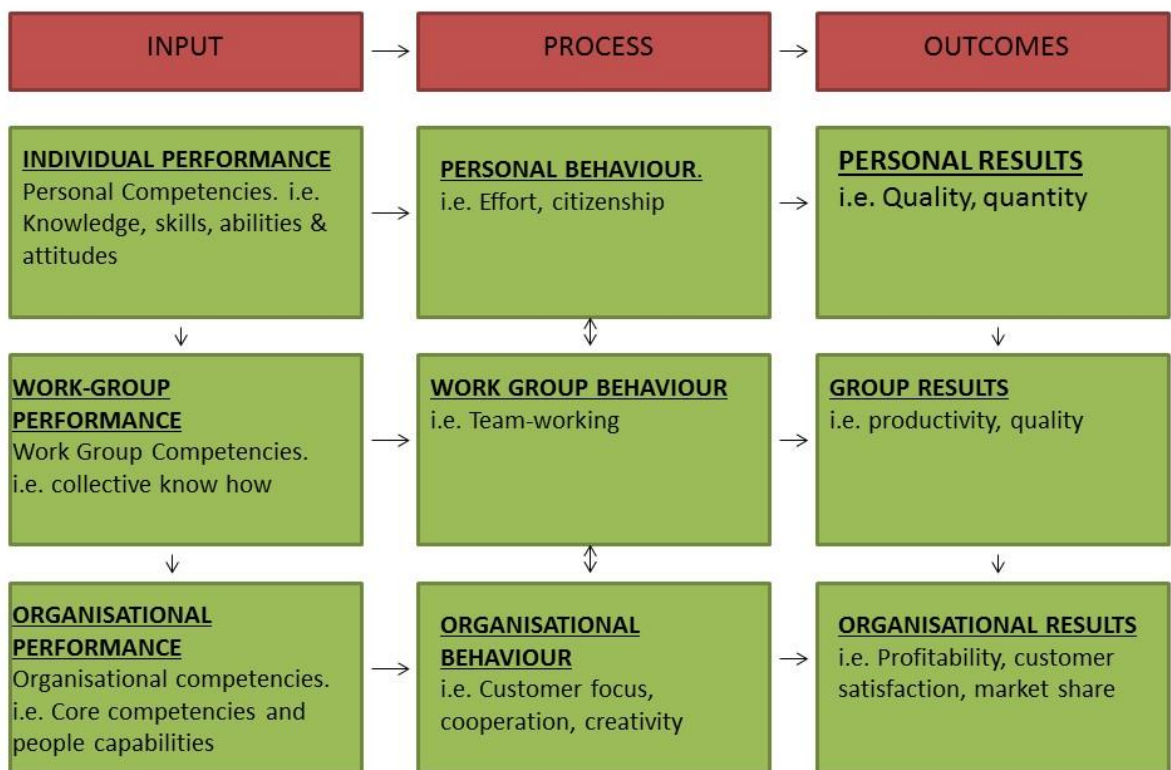 INPUT
PROCESS
OUTCOMES
INDIVIDUAL PERFORMANCE
Personal Competencies. i.e.
Knowledge, skills, abilities &
attitudes
PERSONAL BEHAVIOUR.
i.e. Effort, citizenship
PERSONAL RESULTS
i.e. Quality, quantity
WORK-GROUP
PERFORMANCE
Work Group Competencies.
i.e. collective know how
WORK GROUP BEHAVIOUR
i.e. Team-working
GROUP RESULTS
i.e. productivity, quality
ORGANISATIONAL
PERFORMANCE
Organisational competencies.
i.e. Core competencies and
people capabilities
ORGANISATIONAL
BEHAVIOUR
i.e. Customer focus,
cooperation, creativity
ORGANISATIONAL RESULTS
i.e. Profitability, customer
satisfaction, market share